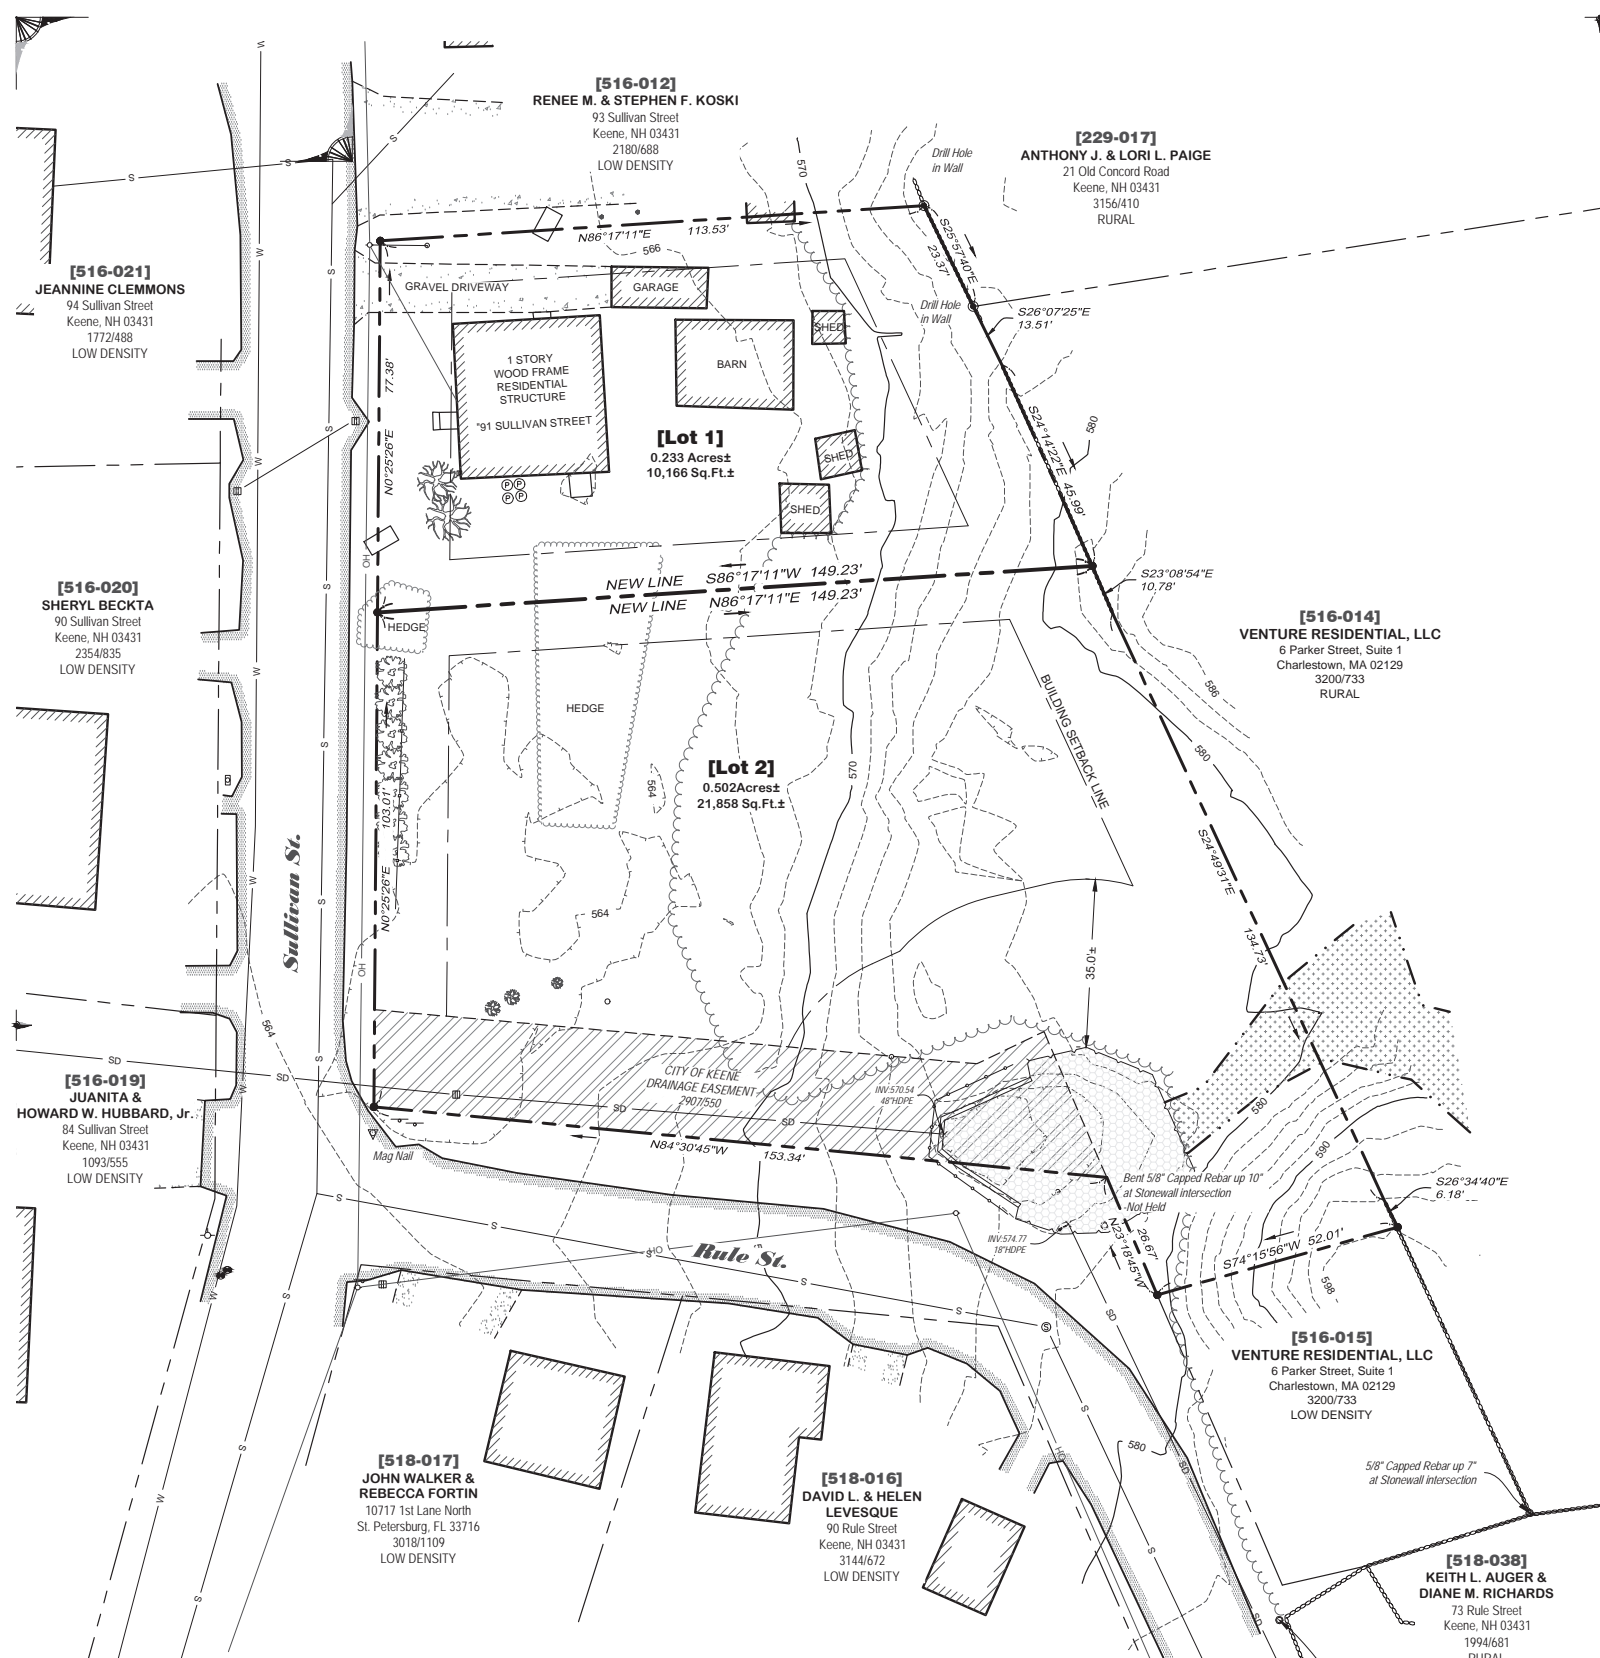 [516-012]
RENEE M. & STEPHEN F. KOSKI
93 Sullivan Street
Keene, NH 03431
2180/688
LOW DENSITY
[229-017]
ANTHONY J. & LORI L. PAIGE
21 Old Concord Road
Keene, NH 03431
3156/410
RURAL
Drill Hole
in Wall
570
N86°17'11"E 113.53'
566
S25°57'40"E
23.37'
Drill Hole
in Wall
S26°07'25"E
13.51'
[516-021]
JEANNINE CLEMMONS
94 Sullivan Street
Keene, NH 03431
1772/488
LOW DENSITY
GRAVEL DRIVEWAY
GARAGE
SHED
BARN
1 STORY
WOOD FRAME
RESIDENTIAL
STRUCTURE
"91 SULLIVAN STREET
77.38'
N0°25'26"E
[Lot 1]
0.233 Acres±
10,166 Sq.Ft.±
SHED
SHED
S24°14'22"E 45.99'
580
HO
NEW LINE S86°17'11"W 149.23'
NEW LINE N86°17'11"E 149.23'
S23°08'54"E
10.78'
[516-020]
SHERYL BECKTA
90 Sullivan Street
Keene, NH 03431
2354/835
LOW DENSITY
HEDGE
HEDGE
[516-014]
VENTURE RESIDENTIAL, LLC
6 Parker Street, Suite 1
Charlestown, MA 02129
3200/733
RURAL
586
580
BUILDING SETBACK LINE
[Lot 2]
0.502Acres±
21,858 Sq.Ft.±
570
564
103.01'
N0°25'26"E
564
S24°49'31"E
134.73'
35.0'±
Sullivan St.
HO
564
SD
SD
CITY OF KEENE
DRAINAGE EASEMENT
2907/550
SD
INV:570.54
48"HDPE
N84°30'45"W 153.34'
Mag Nail
[516-019]
JUANITA &
HOWARD W. HUBBARD, Jr.
84 Sullivan Street
Keene, NH 03431
1093/555
LOW DENSITY
580
590
Bent 5/8" Capped Rebar up 10"
at Stonewall intersection
-Not Held
S26°34'40"E
6.18'
INV:574.77
18"HDPE
N23°18'45"W
26.67'
S74°15'56"W 52.01'
598
Rule St.
HO
SD
[516-015]
VENTURE RESIDENTIAL, LLC
6 Parker Street, Suite 1
Charlestown, MA 02129
3200/733
LOW DENSITY
580
HO
SD
5/8" Capped Rebar up 7"
at Stonewall intersection
[518-017]
JOHN WALKER &
REBECCA FORTIN
10717 1st Lane North
St. Petersburg, FL 33716
3018/1109
LOW DENSITY
[518-016]
DAVID L. & HELEN
LEVESQUE
90 Rule Street
Keene, NH 03431
3144/672
LOW DENSITY
[518-038]
KEITH L. AUGER &
DIANE M. RICHARDS
73 Rule Street
Keene, NH 03431
1994/681
RURAL
SD